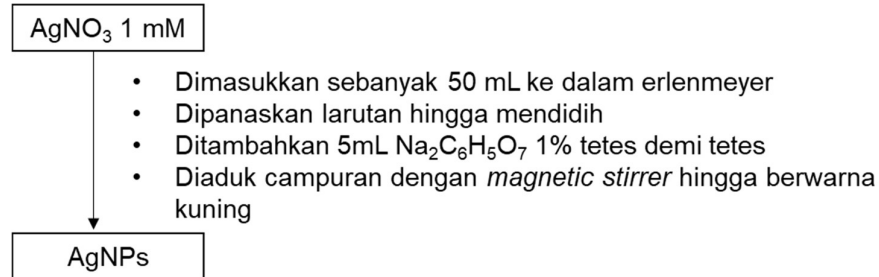 AgNO₃ 1 mM
• Dimasukkan sebanyak 50 mL ke dalam erlenmeyer
• Dipanaskan larutan hingga mendidih
• Ditambahkan 5mL Na₂C₆H₅O₇ 1% tetes demi tetes
• Diaduk campuran dengan magnetic stirrer hingga berwarna
kuning
AgNPs